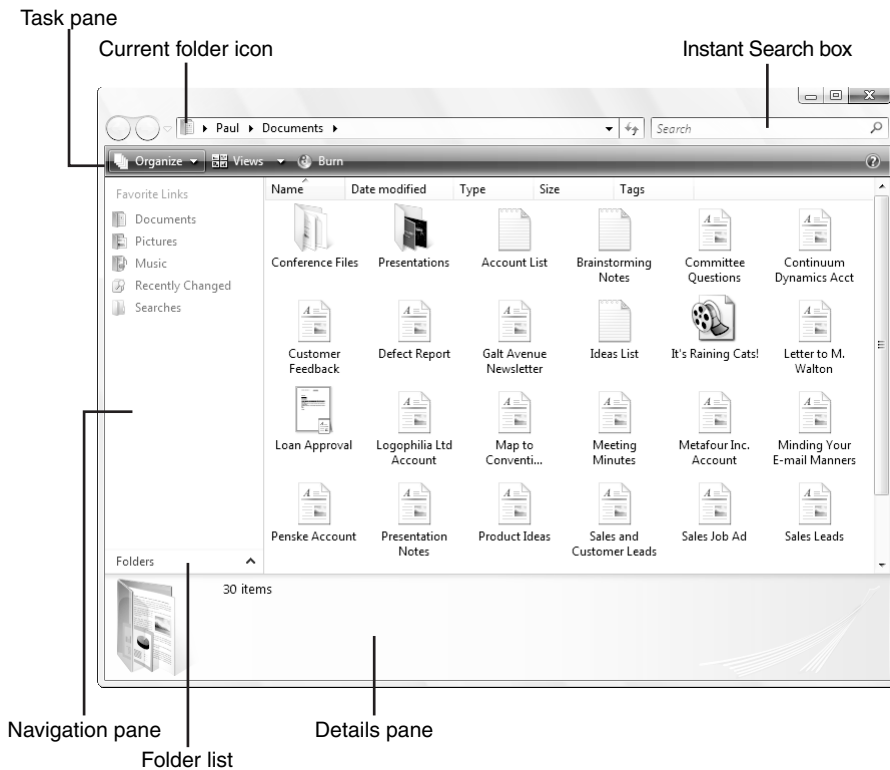 Task pane
Current folder icon
Instant Search box
Paul
Documents
Search
Organize
Views
Burn
Favorite Links
Documents
Pictures
Music
Recently Changed
Searches
Name
Date modified
Type
Size
Tags
Conference Files
Presentations
Account List
Brainstorming
Notes
Committee
Questions
Continuum
Dynamics Acct
Customer
Feedback
Defect Report
Galt Avenue
Newsletter
Ideas List
It's Raining Cats!
Letter to M.
Walton
Loan Approval
Logophilia Ltd
Account
Map to
Conventi...
Meeting
Minutes
Metafour Inc.
Account
Minding Your
E-mail Manners
Penske Account
Presentation
Notes
Product Ideas
Sales and
Customer Leads
Sales Job Ad
Sales Leads
Folders
30 items
Navigation pane
Details pane
Folder list